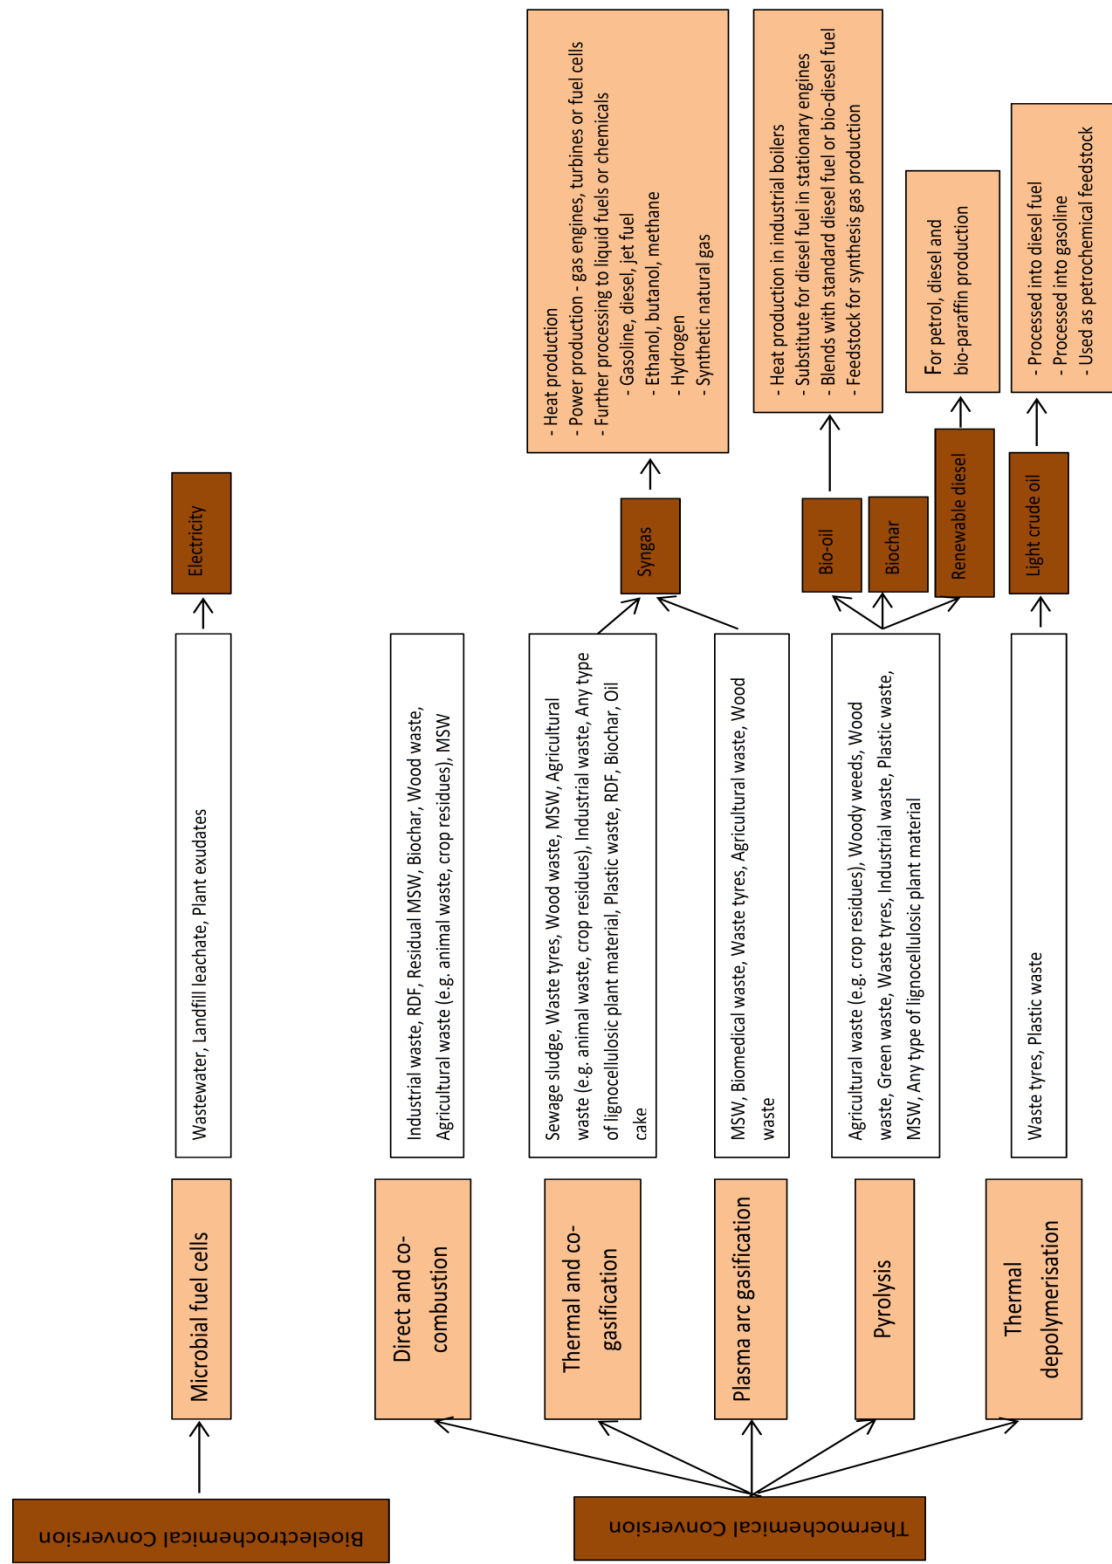 Bioelectrochemical Conversion
Microbial fuel cells
Wastewater, Landfill leachate, Plant exudates
Electricity
Thermochemical Conversion
Direct and co-
combustion
Industrial waste, RDF, Residual MSW, Biochar, Wood waste,
Agricultural waste (e.g. animal waste, crop residues), MSW
Thermal and co-
gasification
Sewage sludge, Waste tyres, Wood waste, MSW, Agricultural
waste (e.g. animal waste, crop residues), Industrial waste, Any type
of lignocellulosic plant material, Plastic waste, RDF, Biochar, Oil
cake
Plasma arc gasification
MSW, Biomedical waste, Waste tyres, Agricultural waste, Wood
waste
Syngas
- Heat production
- Power production - gas engines, turbines or fuel cells
- Further processing to liquid fuels or chemicals
- Gasoline, diesel, jet fuel
- Ethanol, butanol, methane
- Hydrogen
- Synthetic natural gas
Pyrolysis
Agricultural waste (e.g. crop residues), Woody weeds, Wood
waste, Green waste, Waste tyres, Industrial waste, Plastic waste,
MSW, Any type of lignocellulosic plant material
Bio-oil
- Heat production in industrial boilers
- Substitute for diesel fuel in stationary engines
- Blends with standard diesel fuel or bio-diesel fuel
- Feedstock for synthesis gas production
Biochar
Renewable diesel
For petrol, diesel and
bio-paraffin production
Thermal
depolymerisation
Waste tyres, Plastic waste
Light crude oil
- Processed into diesel fuel
- Processed into gasoline
- Used as petrochemical feedstock